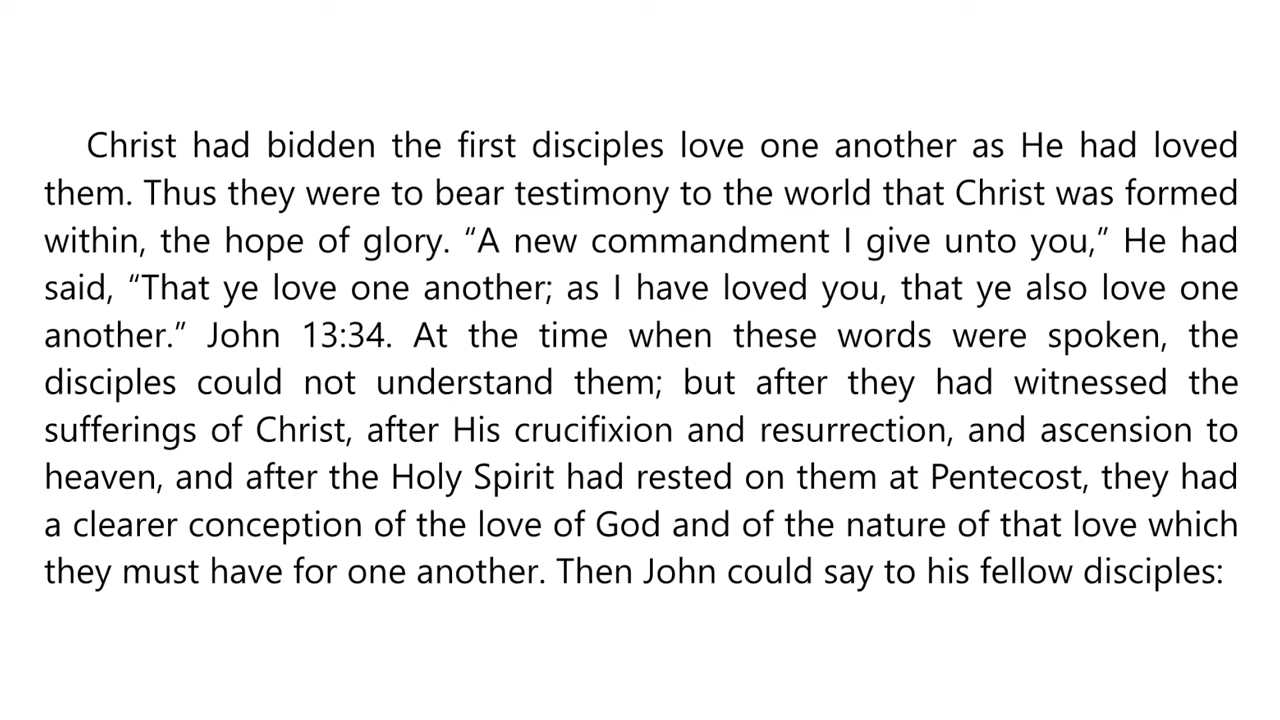 Christ had bidden the first disciples love one another as He had loved
them. Thus they were to bear testimony to the world that Christ was formed
within, the hope of glory. “A new commandment I give unto you,” He had
said, “That ye love one another; as I have loved you, that ye also love one
another.” John 13:34. At the time when these words were spoken, the
disciples could not understand them; but after they had witnessed the
sufferings of Christ, after His crucifixion and resurrection, and ascension to
heaven, and after the Holy Spirit had rested on them at Pentecost, they had
a clearer conception of the love of God and of the nature of that love which
they must have for one another. Then John could say to his fellow disciples: